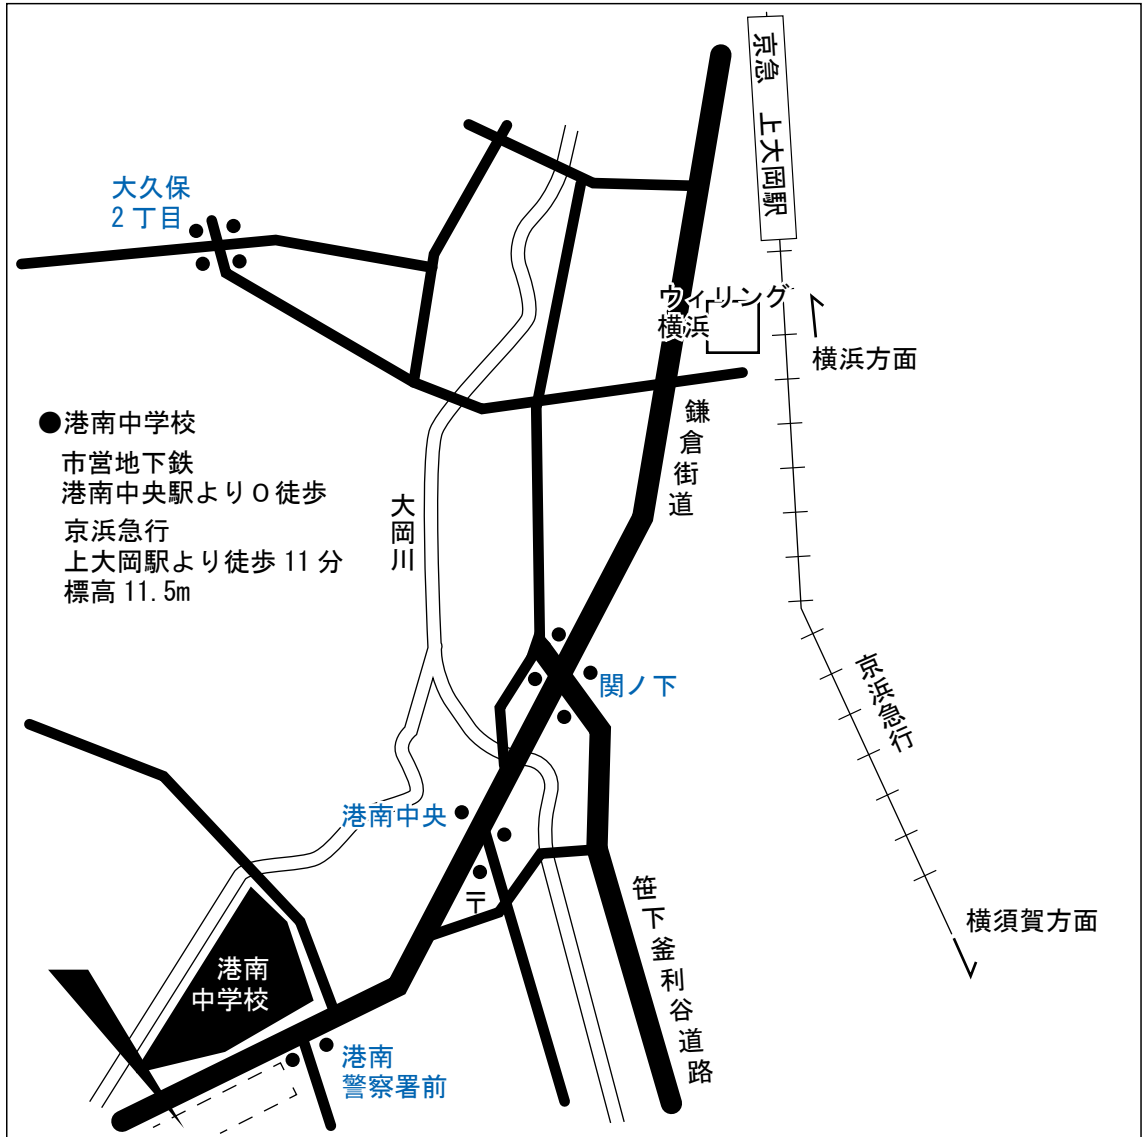 京急 上大岡駅
大久保
2丁目
ウィリング
横浜
横浜方面
鎌倉街道
●港南中学校
市営地下鉄
港南中央駅より0徒歩
京浜急行
上大岡駅より徒歩11分
標高11.5m
大岡川
関ノ下
京浜急行
港南中央
〒
笹下釜利谷道路
横須賀方面
港南
中学校
港南
警察署前